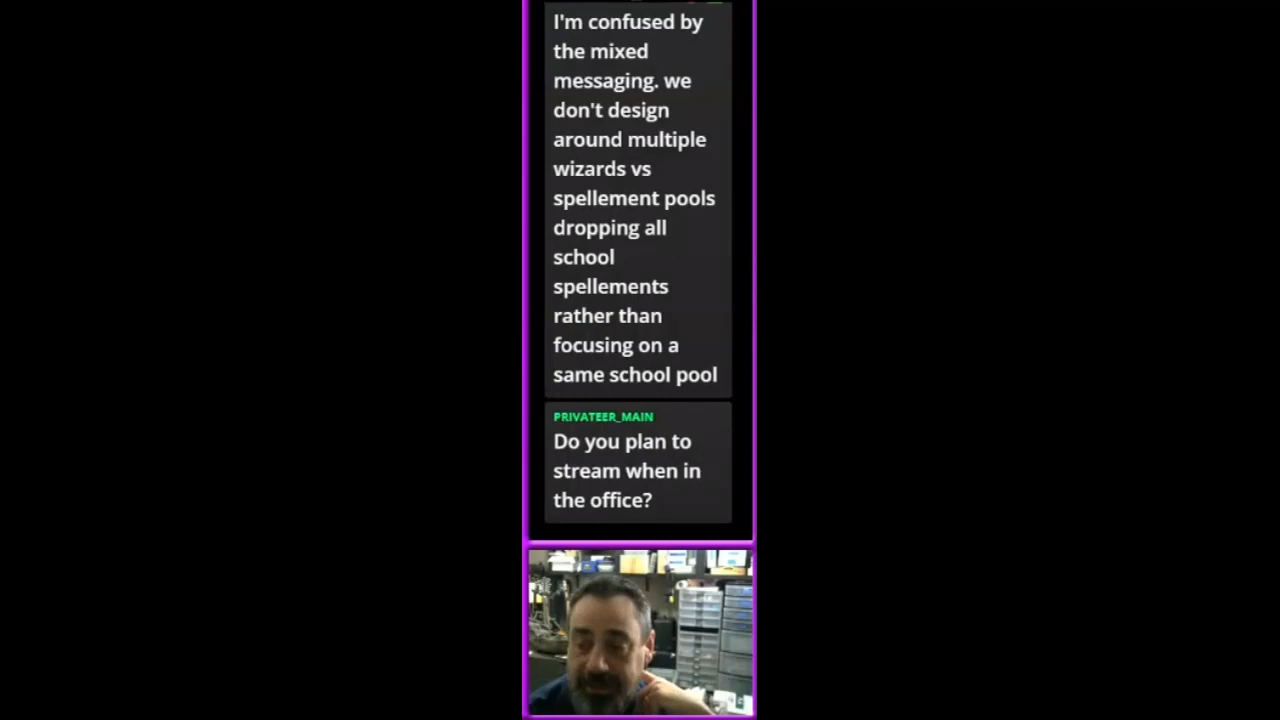 I'm confused by
the mixed
messaging. we
don't design
around multiple
wizards vs
spellement pools
dropping all
school
spellements
rather than
focusing on a
same school pool
PRIVATEER_MAIN
Do you plan to
stream when in
the office?